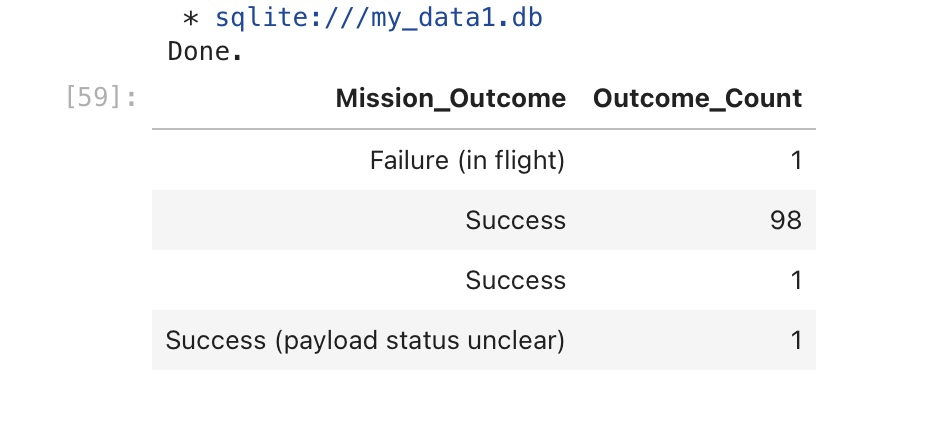 * sqlite:///my_data1.db
Done.
[59]: Mission_Outcome Outcome_Count
Failure (in flight) 1
Success 98
Success 1
Success (payload status unclear) 1